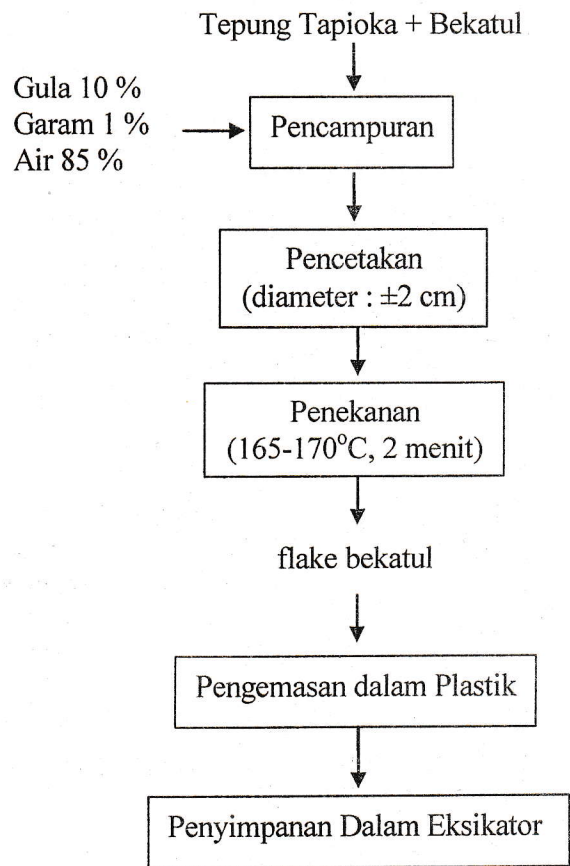 Tepung Tapioka + Bekatul
Gula 10 %
Garam 1 %
Air 85 %
Pencampuran
Pencetakan
(diameter : ±2 cm)
Penekanan
(165-170°C, 2 menit)
flake bekatul
Pengemasan dalam Plastik
Penyimpanan Dalam Eksikator